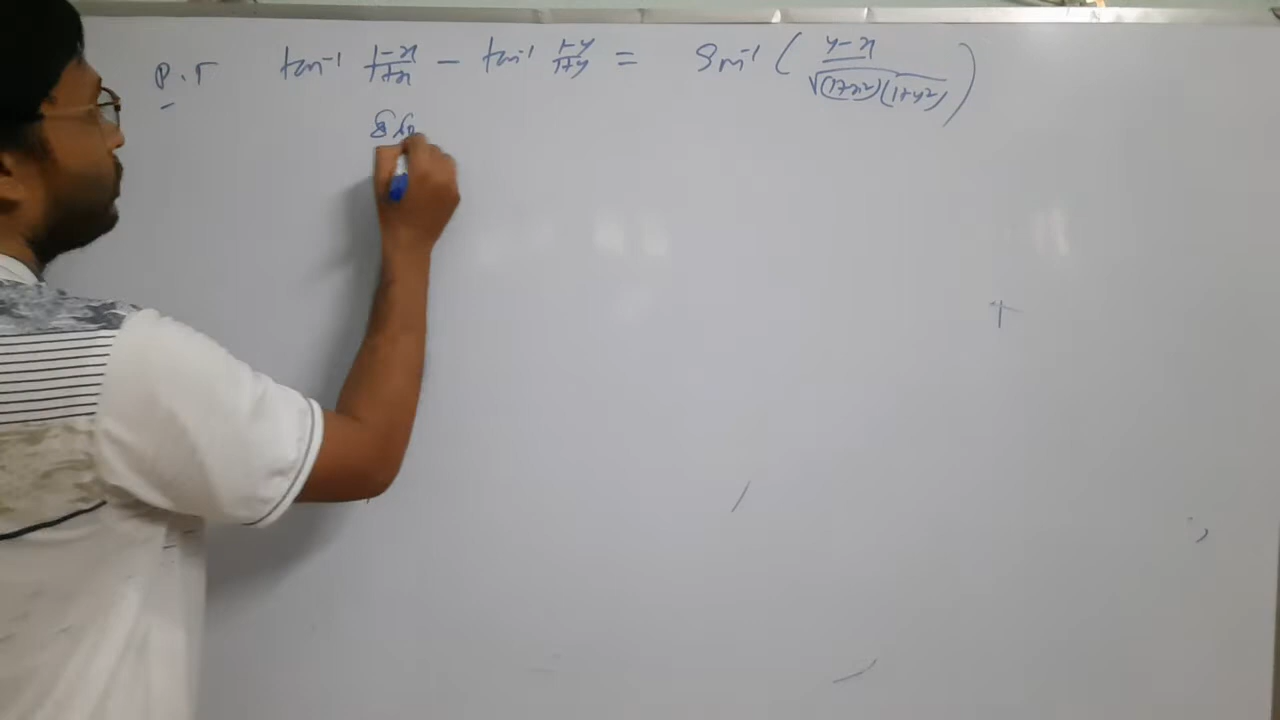 P.T tan⁻¹ (1-x)/(1+x) - tan⁻¹ (1-y)/(1+y) = Sin⁻¹ ( (y-x)/√((1+x²)(1+y²)) )